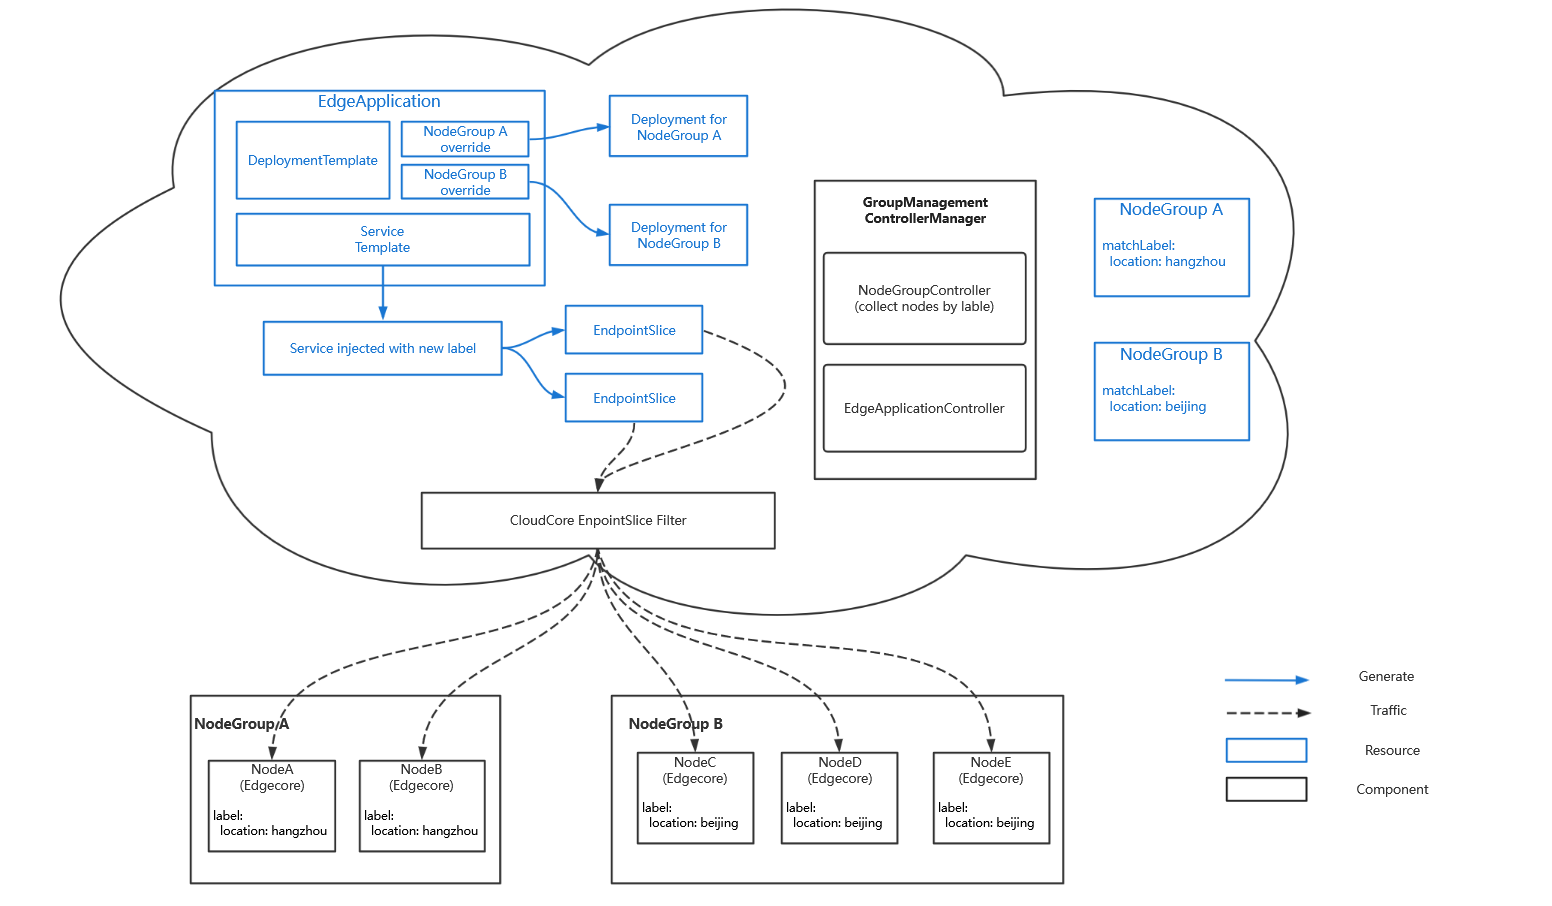 EdgeApplication
DeploymentTemplate
NodeGroup A
override
NodeGroup B
override
Service
Template
Deployment for
NodeGroup A
Deployment for
NodeGroup B
Service injected with new label
EndpointSlice
EndpointSlice
GroupManagement
ControllerManager
NodeGroupController
(collect nodes by lable)
EdgeApplicationController
NodeGroup A
matchLabel:
location: hangzhou
NodeGroup B
matchLabel:
location: beijing
CloudCore EnpointSlice Filter
NodeGroup A
NodeA
(Edgecore)
label:
location: hangzhou
NodeB
(Edgecore)
label:
location: hangzhou
NodeGroup B
NodeC
(Edgecore)
label:
location: beijing
NodeD
(Edgecore)
label:
location: beijing
NodeE
(Edgecore)
label:
location: beijing
Generate
Traffic
Resource
Component